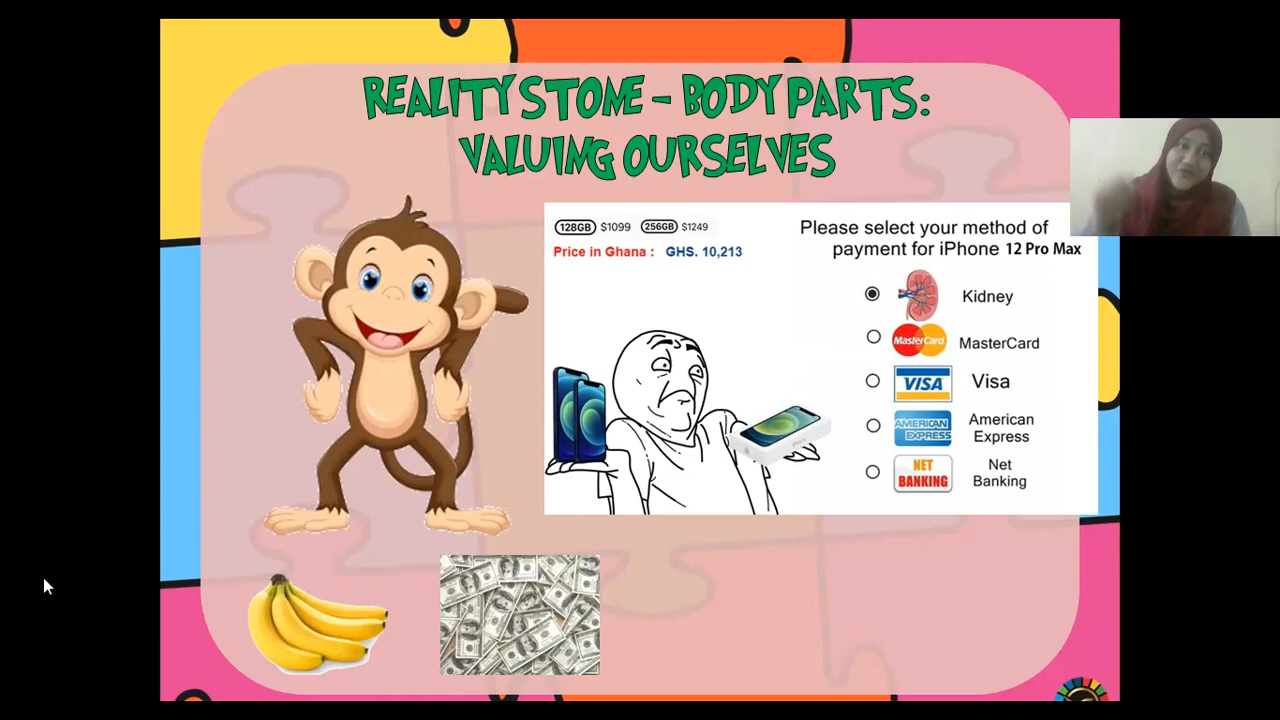 REALITY STONE - BODY PARTS:
VALUING OURSELVES
128GB $1099 256GB $1249
Price in Ghana : GHS. 10,213
Please select your method of
payment for iPhone 12 Pro Max
Kidney
MasterCard MasterCard
VISA Visa
AMERICAN EXPRESS American
Express
NET
BANKING
Net
Banking